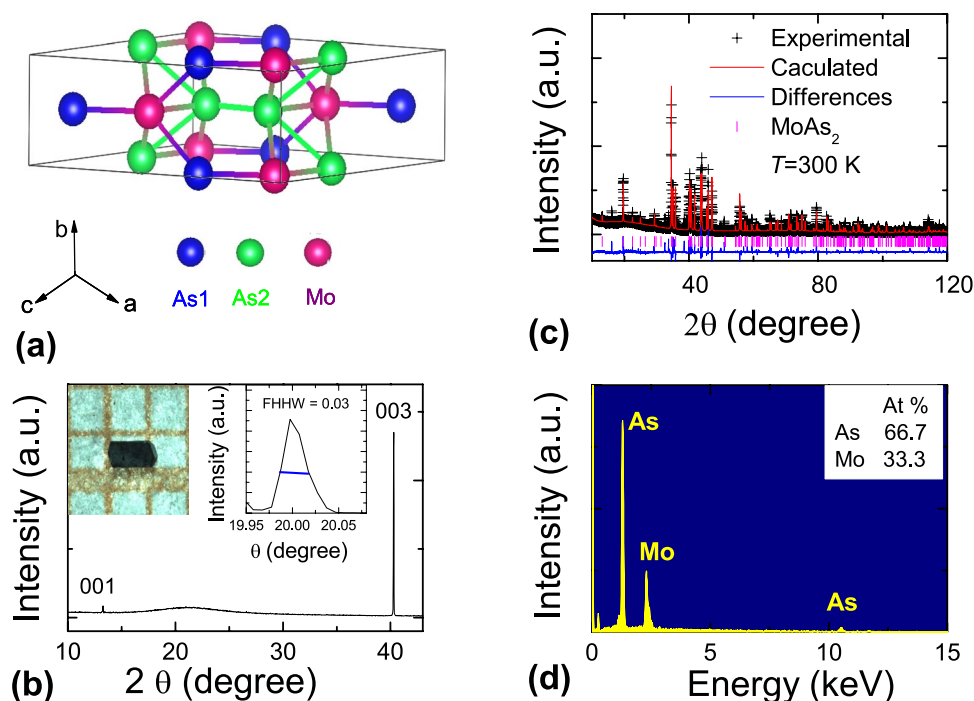 b
c
a
As1 As2 Mo
(a)
Intensity (a.u.)
Experimental
Caculated
Differences
MoAs₂
T=300 K
40 80 120
2θ (degree)
(c)
Intensity (a.u.)
FHHW = 0.03
Intensity (a.u.)
19.95 20.00 20.05
θ (degree)
003
001
10 20 30 40
2 θ (degree)
(b)
Intensity (a.u.)
At %
As 66.7
Mo 33.3
As
Mo
As
0 5 10 15
Energy (keV)
(d)